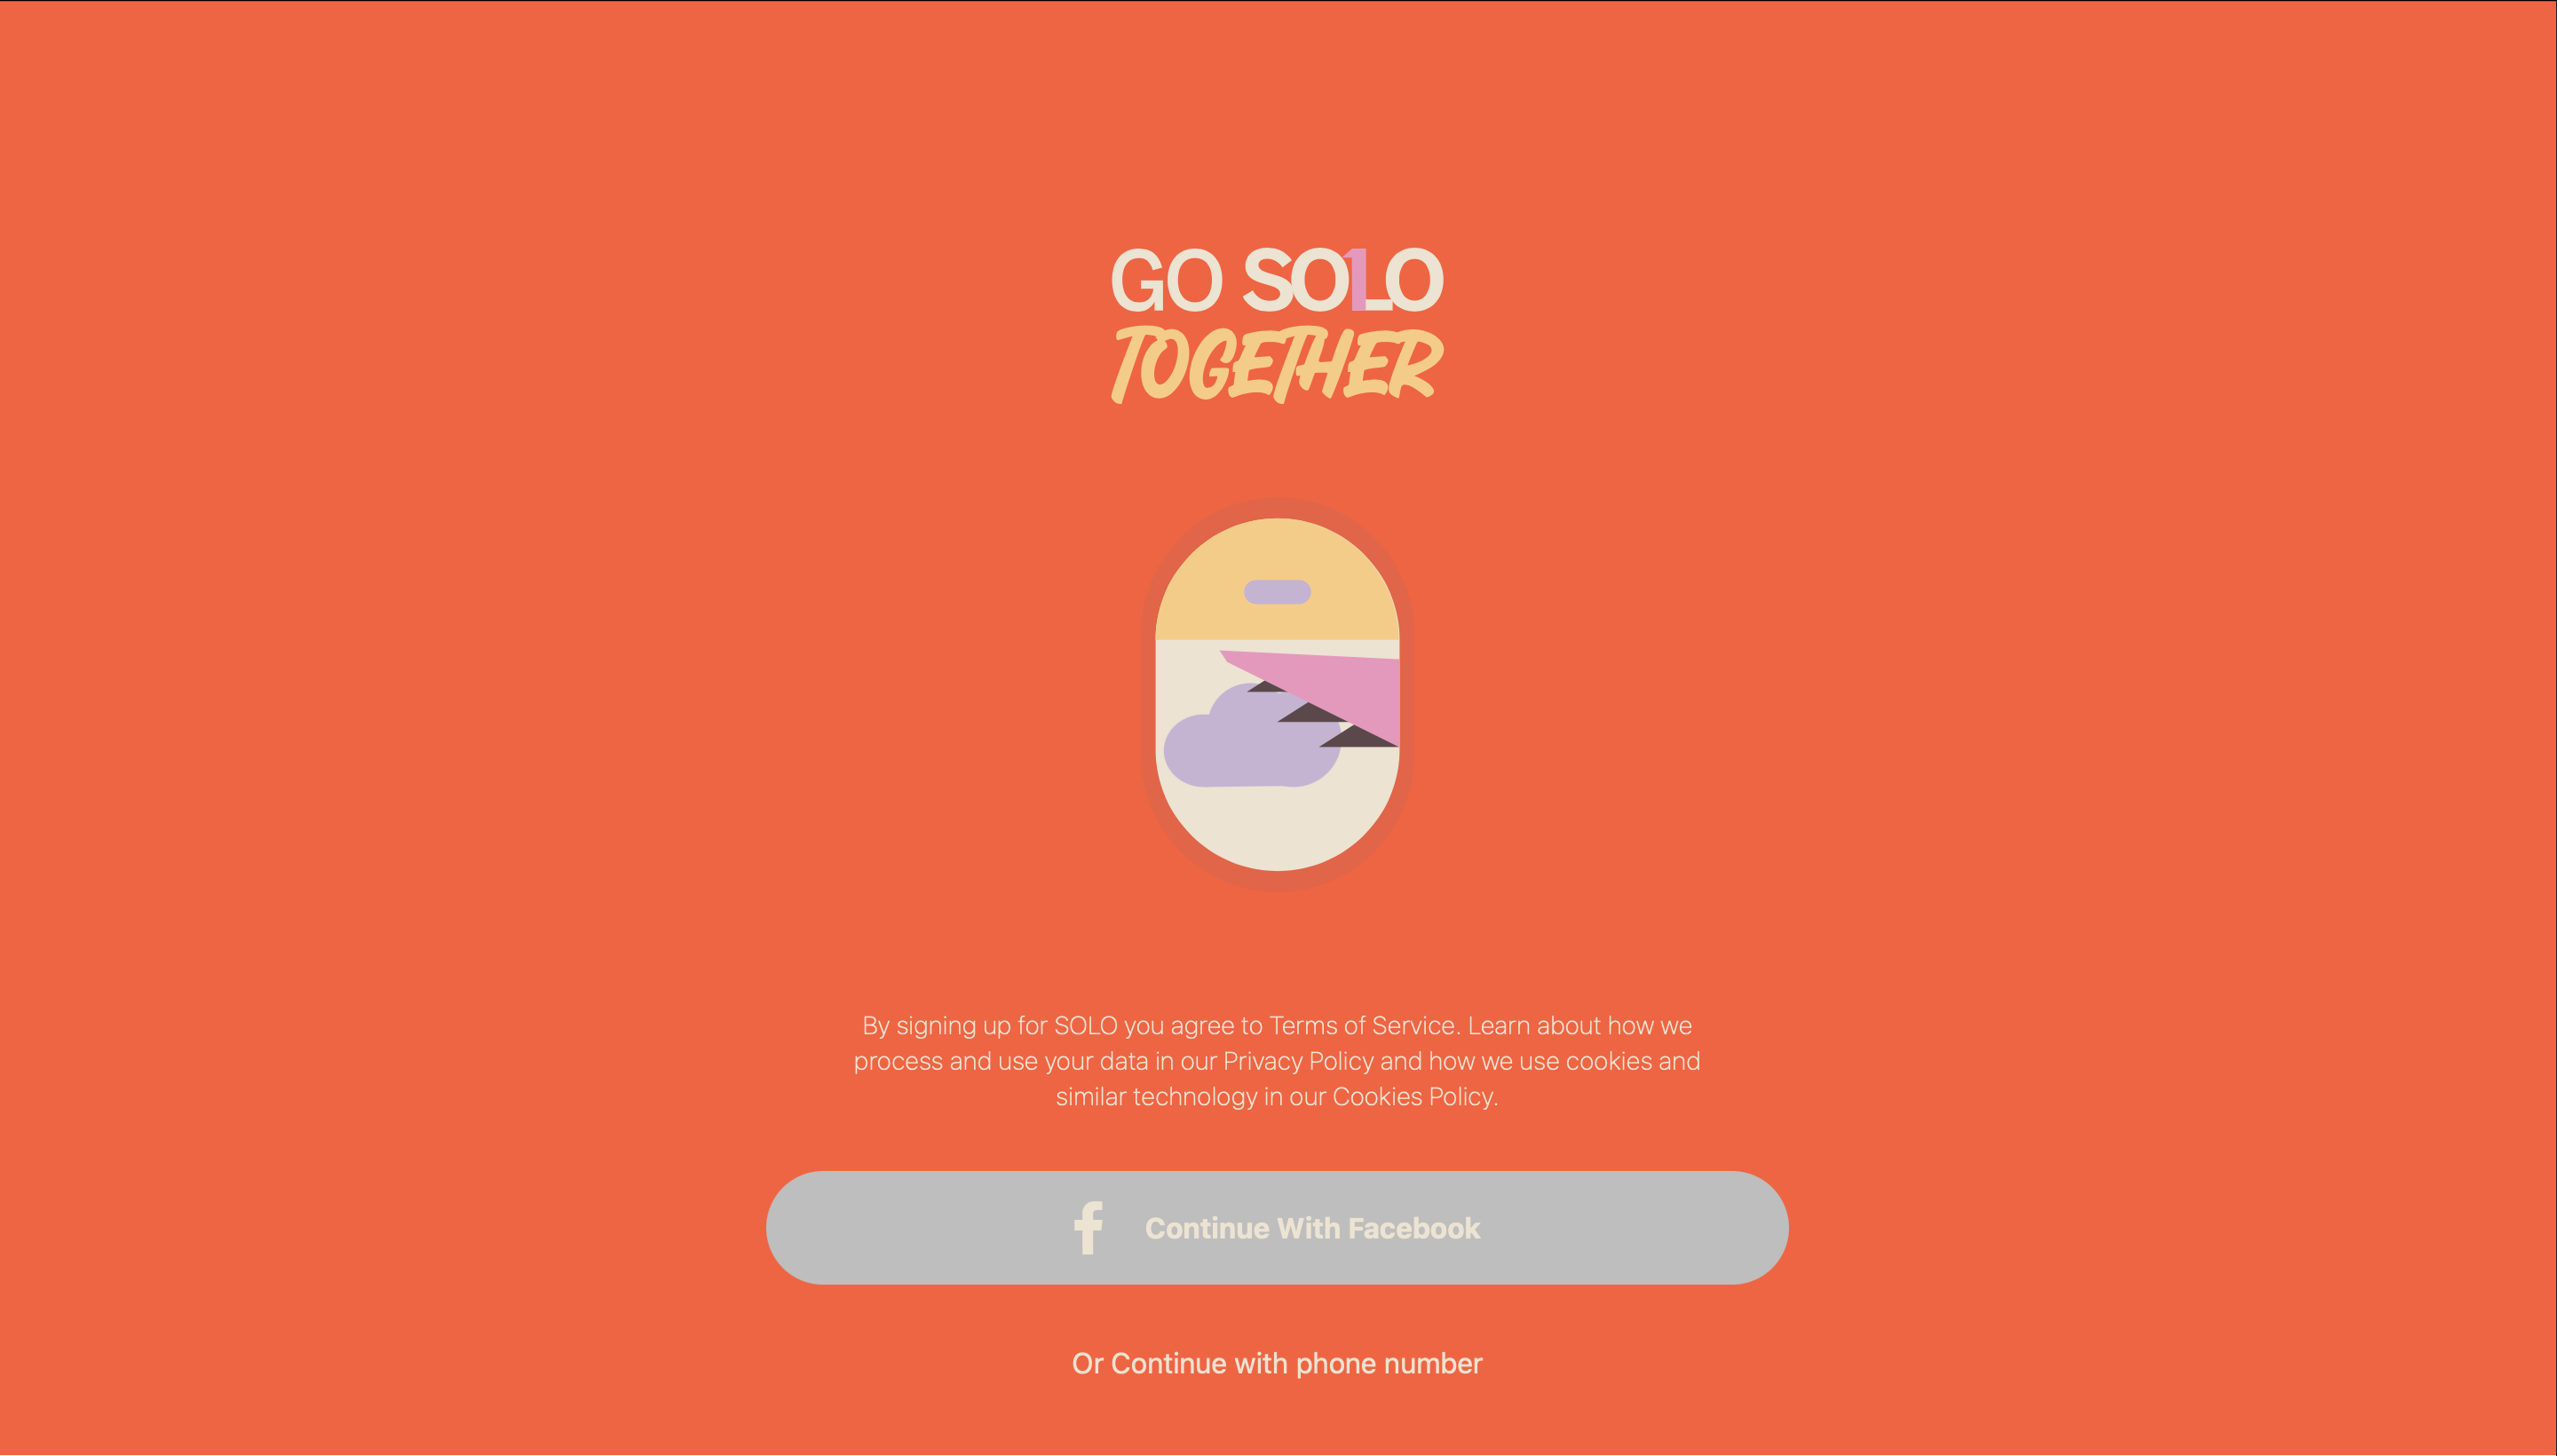 GO SOLO
TOGETHER
By signing up for SOLO you agree to Terms of Service. Learn about how we
process and use your data in our Privacy Policy and how we use cookies and
similar technology in our Cookies Policy.
Continue With Facebook
Or Continue with phone number